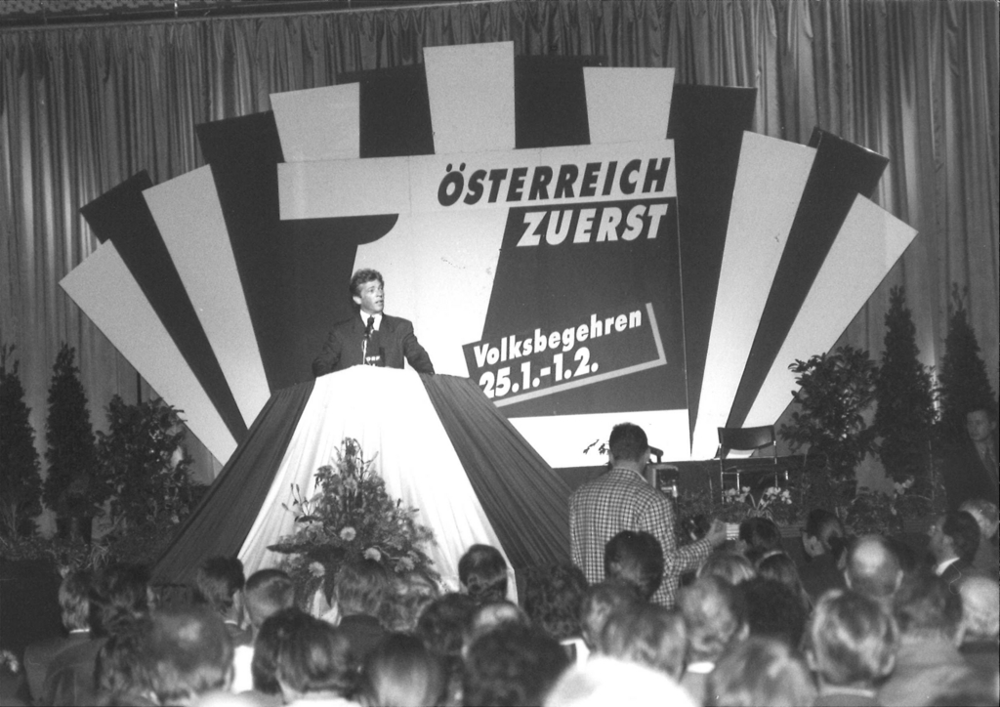 ÖSTERREICH
ZUERST
Volksbegehren
25.1.-1.2.